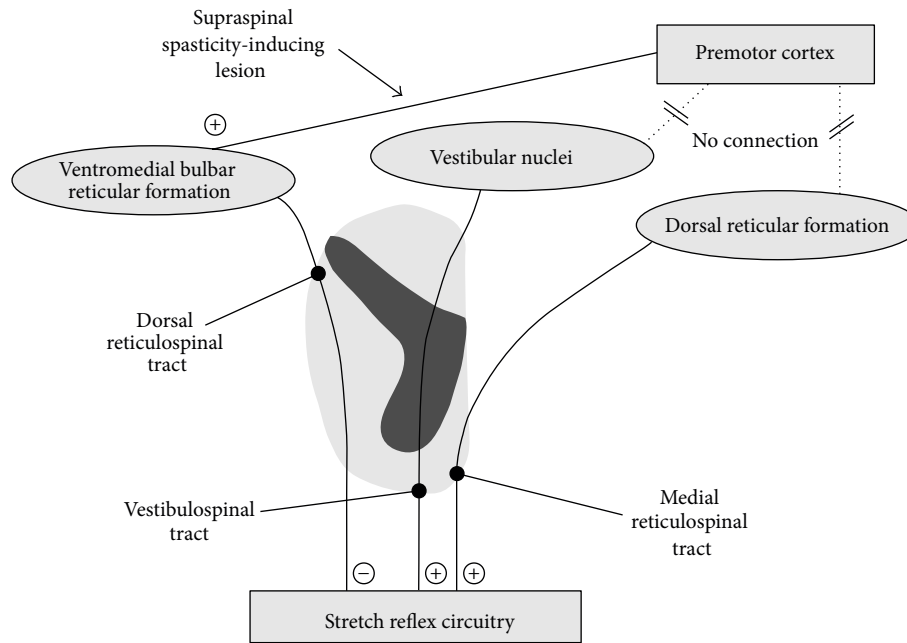 Supraspinal
spasticity-inducing
lesion
Premotor cortex
+
No connection
Ventromedial bulbar
reticular formation
Vestibular nuclei
Dorsal reticular formation
Dorsal
reticulospinal
tract
Vestibulospinal
tract
Medial
reticulospinal
tract
−
+
+
Stretch reflex circuitry